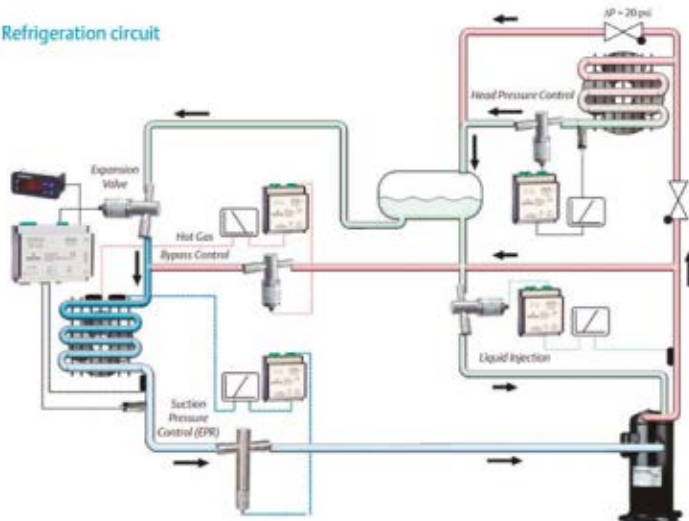 Refrigeration circuit
ΔP = 20 psi
Head Pressure Control
Expansion
Valve
Hot Gas
Bypass Control
Liquid Injection
Suction
Pressure
Control (EPR)